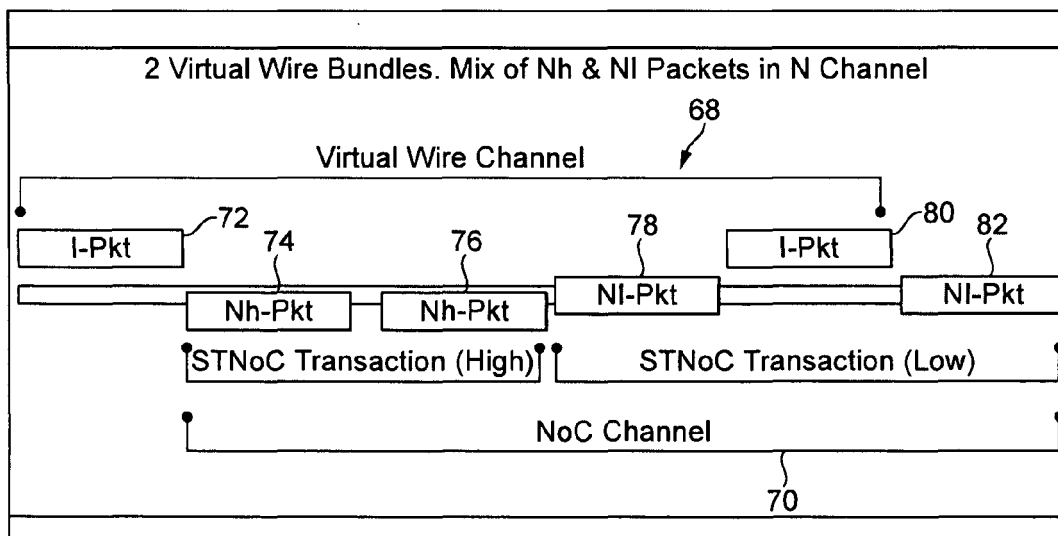 2 Virtual Wire Bundles. Mix of Nh & Nl Packets in N Channel
68
Virtual Wire Channel
I-Pkt
72
74
76
78
I-Pkt
80
82
Nh-Pkt
Nh-Pkt
Nl-Pkt
Nl-Pkt
STNoC Transaction (High)
STNoC Transaction (Low)
NoC Channel
70